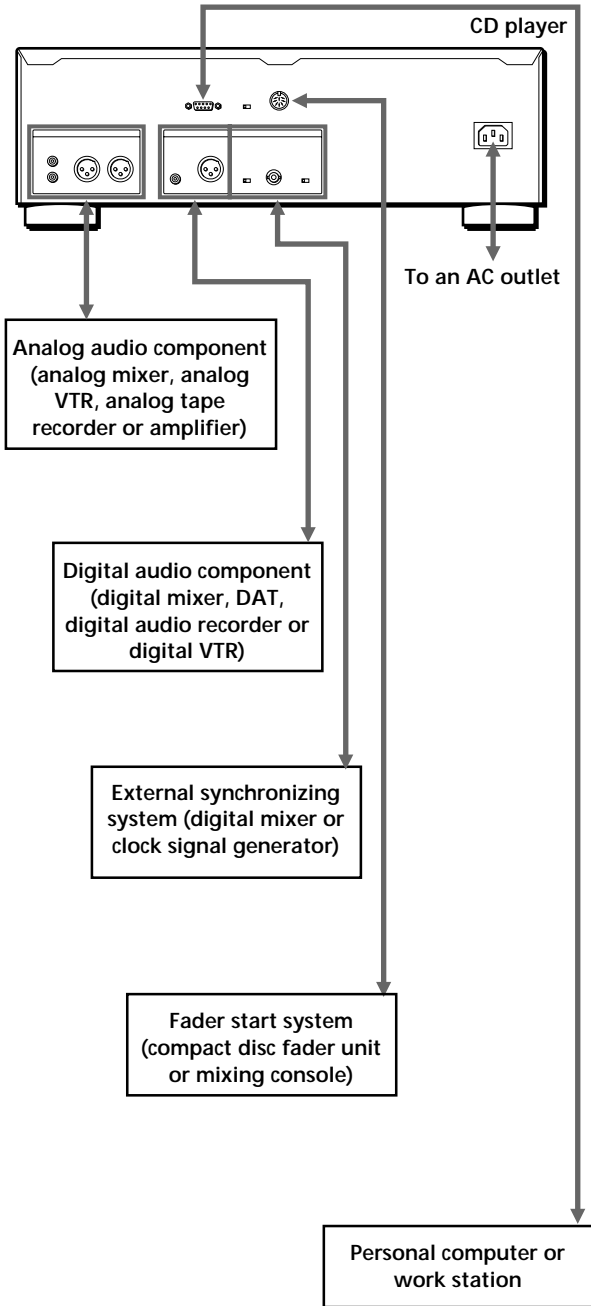 CD player
To an AC outlet
Analog audio component
(analog mixer, analog
VTR, analog tape
recorder or amplifier)
Digital audio component
(digital mixer, DAT,
digital audio recorder or
digital VTR)
External synchronizing
system (digital mixer or
clock signal generator)
Fader start system
(compact disc fader unit
or mixing console)
Personal computer or
work station